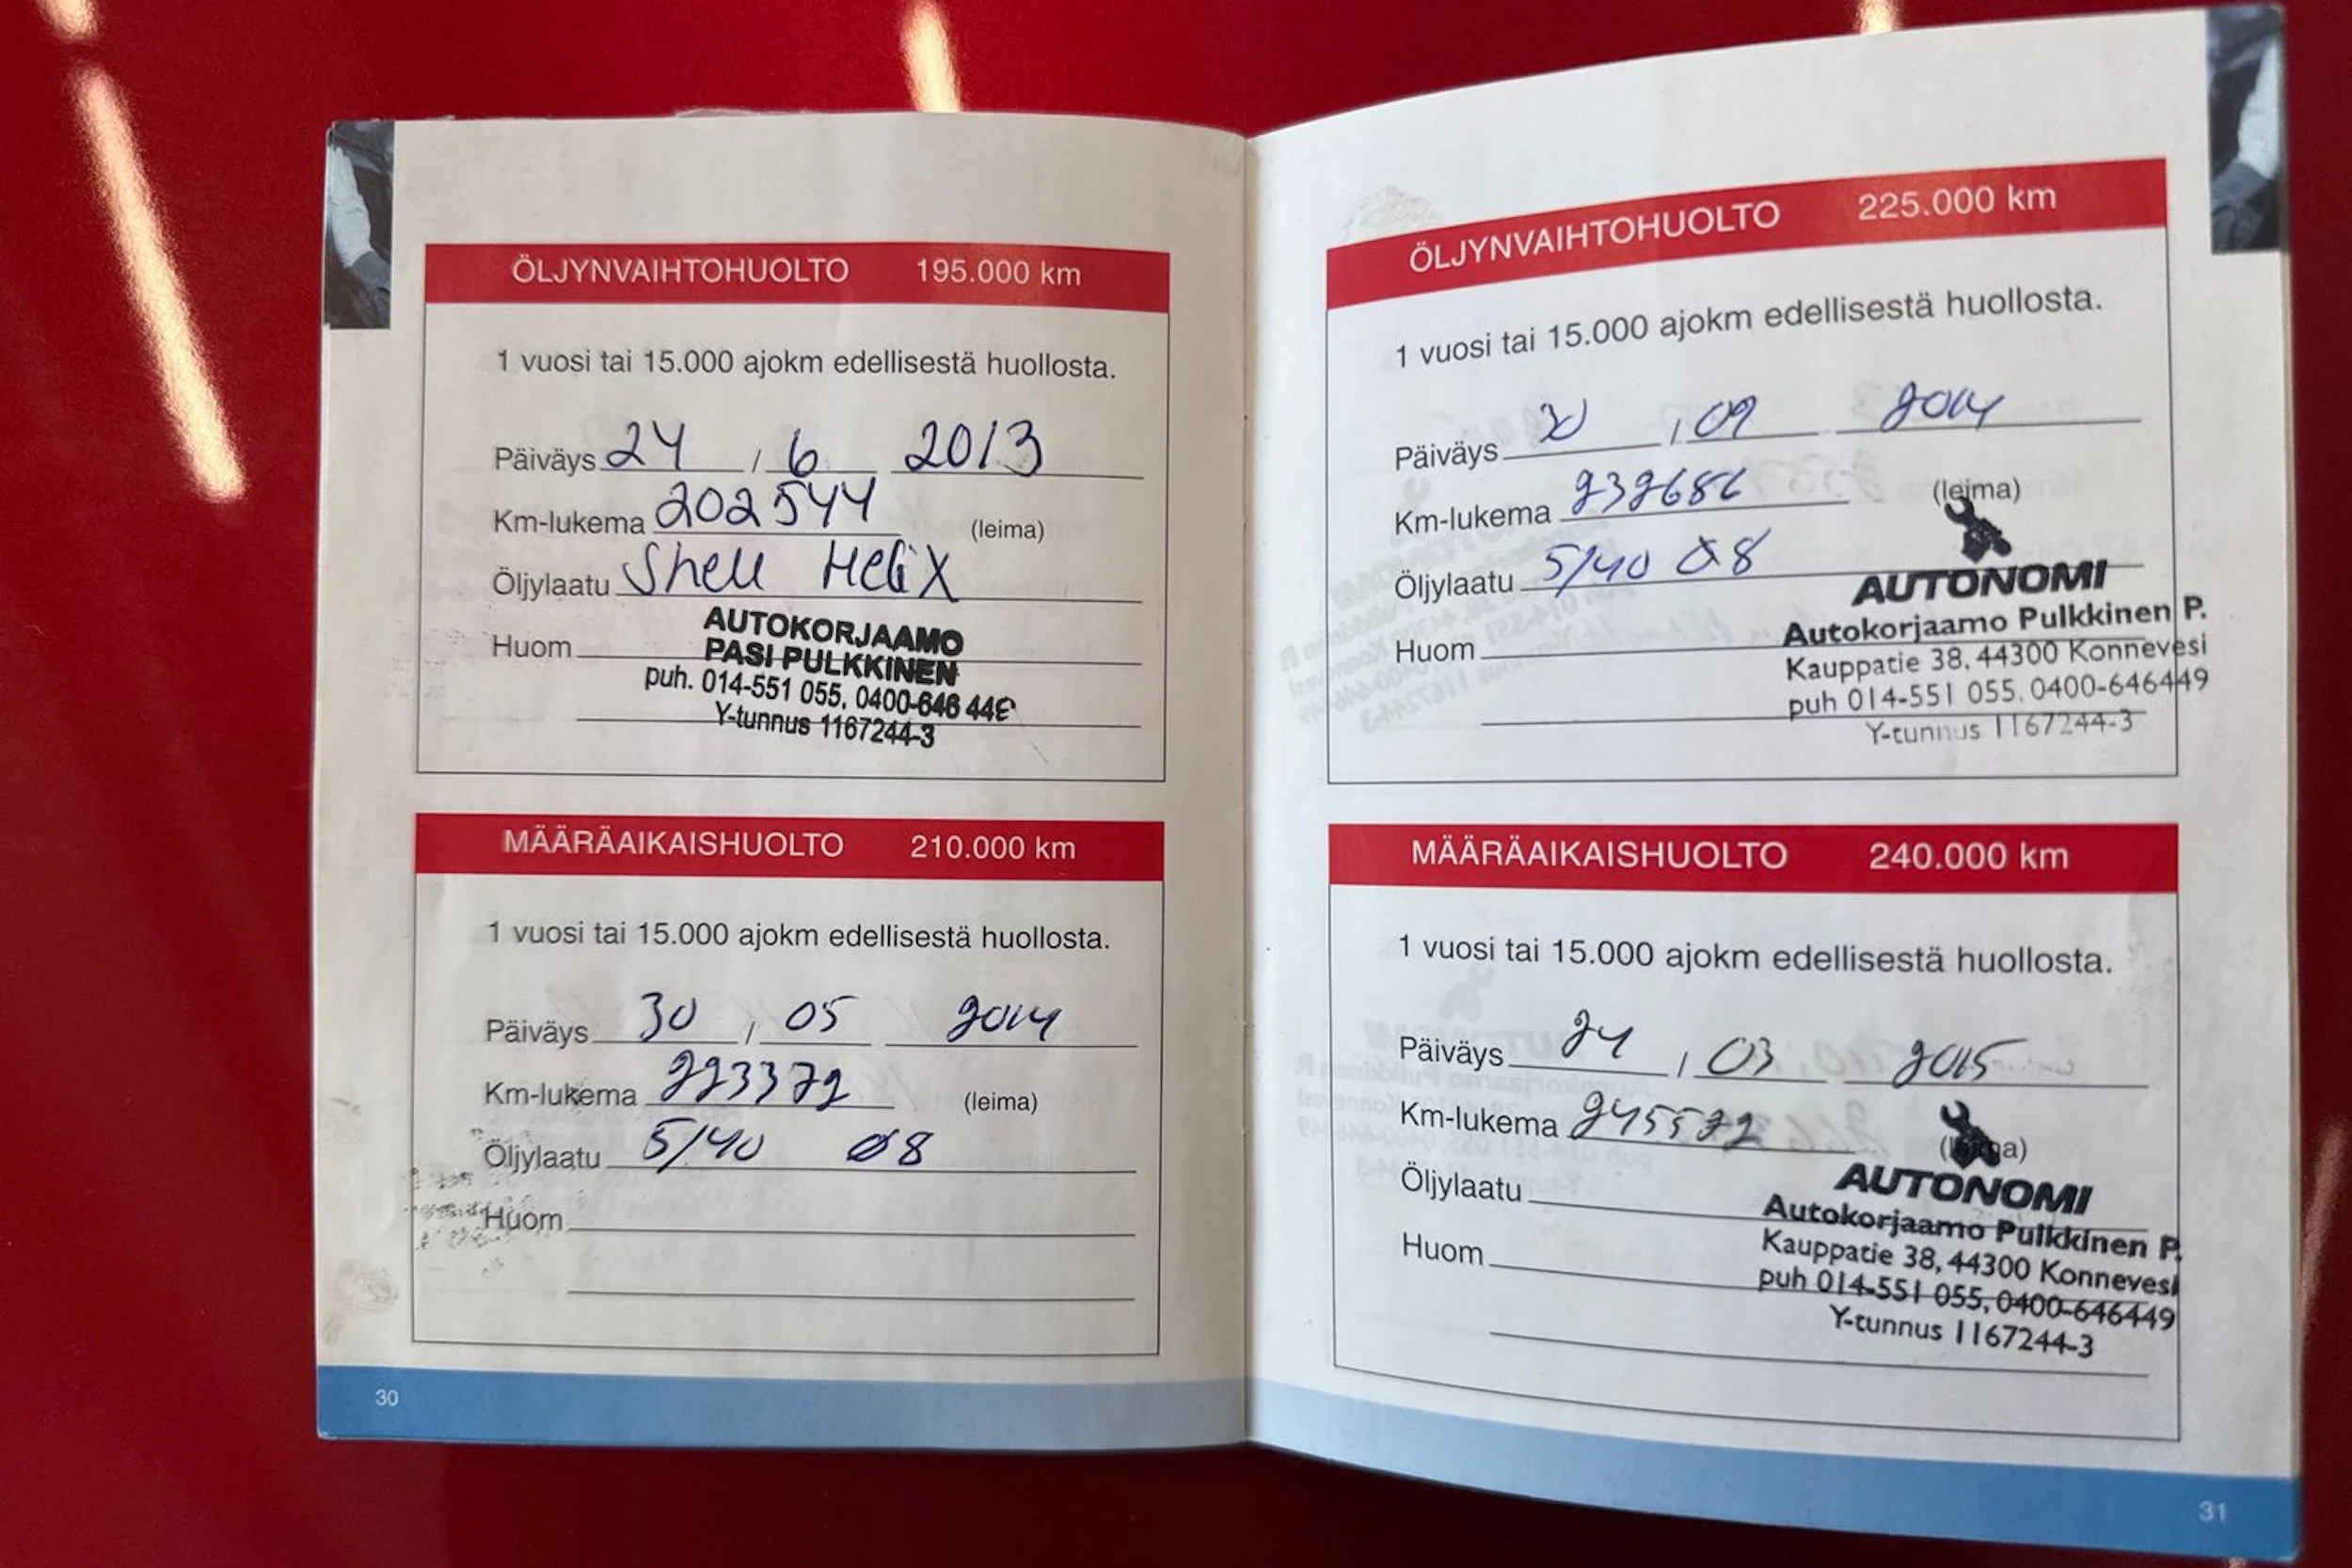 ÖLJYNVAIHTOHUOLTO 195.000 km
1 vuosi tai 15.000 ajokm edellisestä huollosta.
Päiväys 24 / 6 2013
Km-lukema 202544 (leima)
Öljylaatu Shell Helix
Huom
AUTOKORJAAMO
PASI PULKKINEN
puh. 014-551 055, 0400-646 449
Y-tunnus 1167244-3
MÄÄRÄAIKAISHUOLTO 210.000 km
1 vuosi tai 15.000 ajokm edellisestä huollosta.
Päiväys 30 / 05 2014
Km-lukema 223372 (leima)
Öljylaatu 5/40 Ø8
Huom
30
ÖLJYNVAIHTOHUOLTO 225.000 km
1 vuosi tai 15.000 ajokm edellisestä huollosta.
Päiväys 30 / 09 2014
Km-lukema 232686 (leima)
Öljylaatu 5/40 Ø8
Huom
AUTONOMI
Autokorjaamo Pulkkinen P.
Kauppatie 38, 44300 Konnevesi
puh 014-551 055, 0400-646449
Y-tunnus 1167244-3
MÄÄRÄAIKAISHUOLTO 240.000 km
1 vuosi tai 15.000 ajokm edellisestä huollosta.
Päiväys 24 / 03 2015
Km-lukema 245572 (leima)
Öljylaatu
Huom
AUTONOMI
Autokorjaamo Pulkkinen P.
Kauppatie 38, 44300 Konnevesi
puh 014-551 055, 0400-646449
Y-tunnus 1167244-3
31